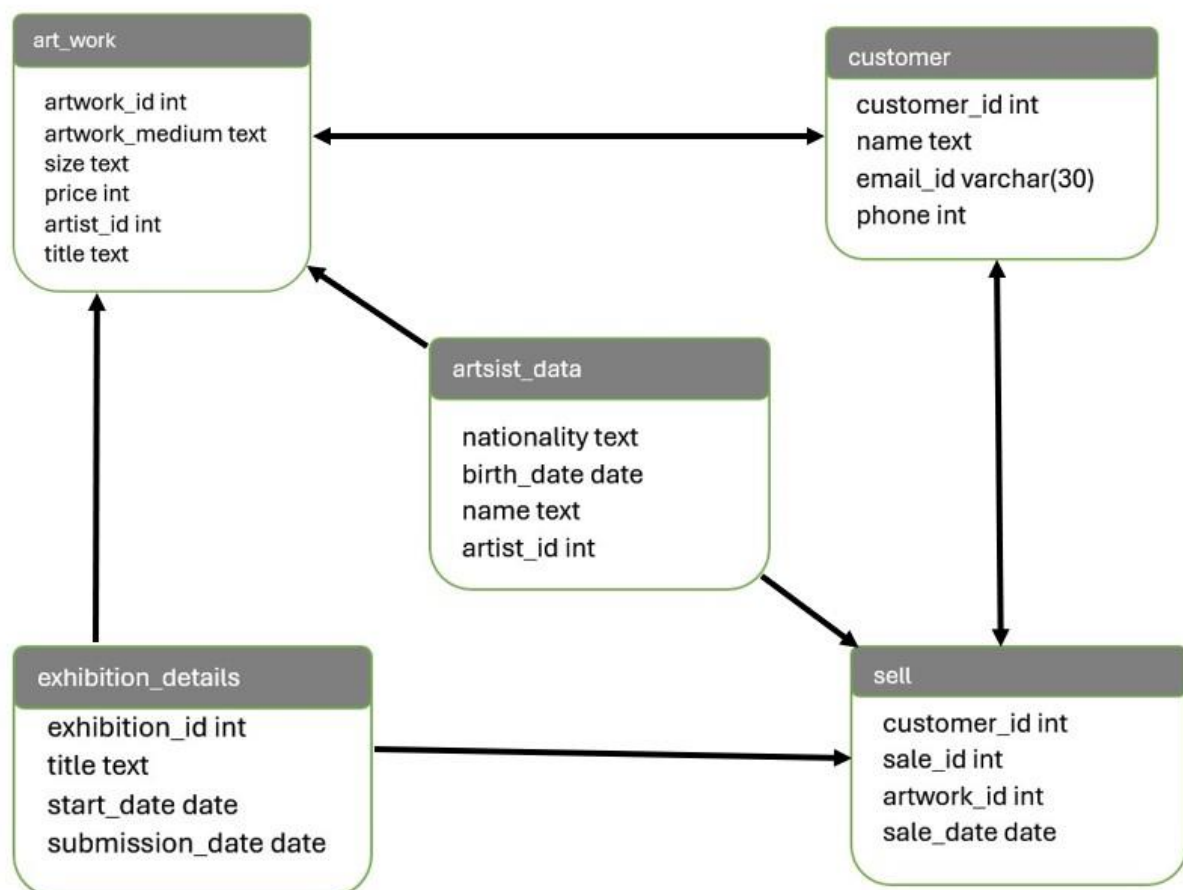 art_work
artwork_id int
artwork_medium text
size text
price int
artist_id int
title text
customer
customer_id int
name text
email_id varchar(30)
phone int
artsist_data
nationality text
birth_date date
name text
artist_id int
exhibition_details
exhibition_id int
title text
start_date date
submission_date date
sell
customer_id int
sale_id int
artwork_id int
sale_date date